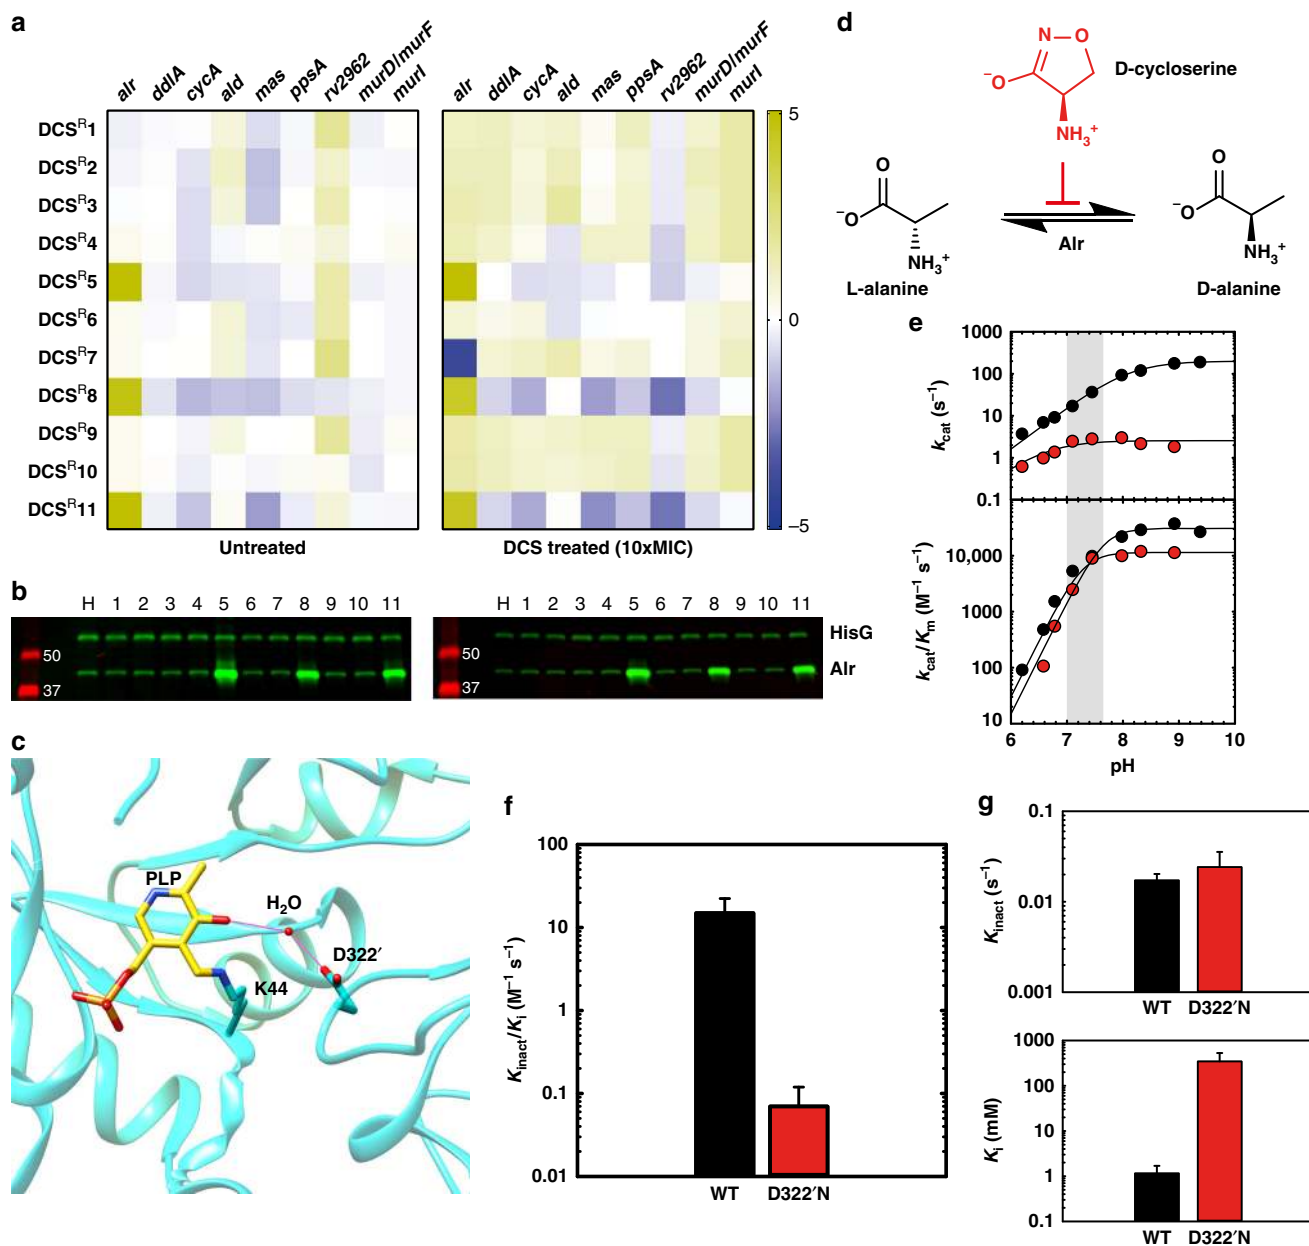 a
alr ddlA cycA ald mas ppsA rv2962 murD/murF murI
alr ddlA cycA ald mas ppsA rv2962 murD/murF murI
DCSᴿ1
DCSᴿ2
DCSᴿ3
DCSᴿ4
DCSᴿ5
DCSᴿ6
DCSᴿ7
DCSᴿ8
DCSᴿ9
DCSᴿ10
DCSᴿ11
5
0
−5
Untreated
DCS treated (10xMIC)
b
H 1 2 3 4 5 6 7 8 9 10 11
50
37
H 1 2 3 4 5 6 7 8 9 10 11
50
37
HisG
Alr
c
PLP
H₂O
D322′
K44
d
N O
⁻O
NH₃⁺
D-cycloserine
O
⁻O
NH₃⁺
L-alanine
Alr
O
⁻O
NH₃⁺
D-alanine
e
kcat (s⁻¹)
1000
100
10
1
0.1
kcat/Km (M⁻¹ s⁻¹)
10,000
1000
100
10
6 7 8 9 10
pH
f
Kinact/Ki (M⁻¹ s⁻¹)
100
10
1
0.1
0.01
WT D322′N
g
Kinact (s⁻¹)
0.1
0.01
0.001
WT D322′N
Ki (mM)
1000
100
10
1
0.1
WT D322′N